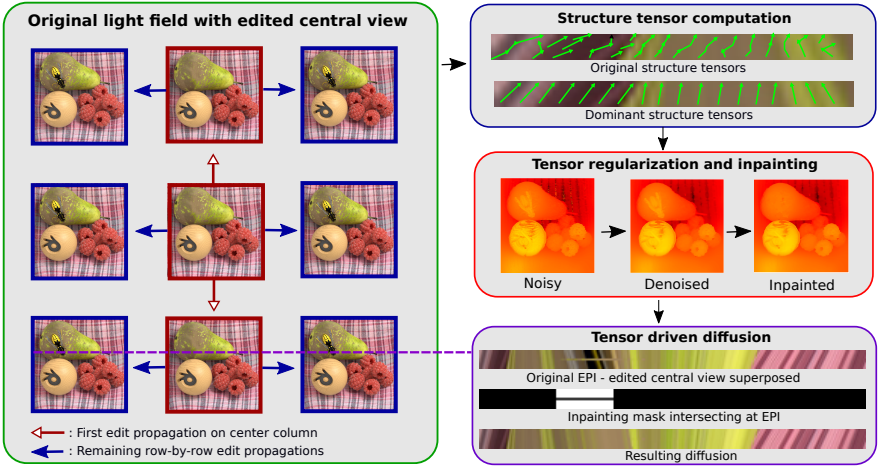 Original light field with edited central view
: First edit propagation on center column
: Remaining row-by-row edit propagations
Structure tensor computation
Original structure tensors
Dominant structure tensors
Tensor regularization and inpainting
Noisy
Denoised
Inpainted
Tensor driven diffusion
Original EPI - edited central view superposed
Inpainting mask intersecting at EPI
Resulting diffusion